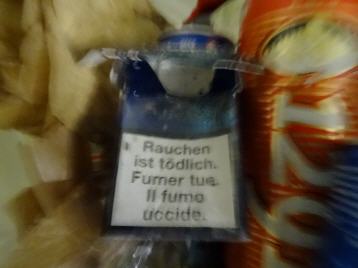 Rauchen
ist tödlich.
Fumer tue.
Il fumo
uccide.